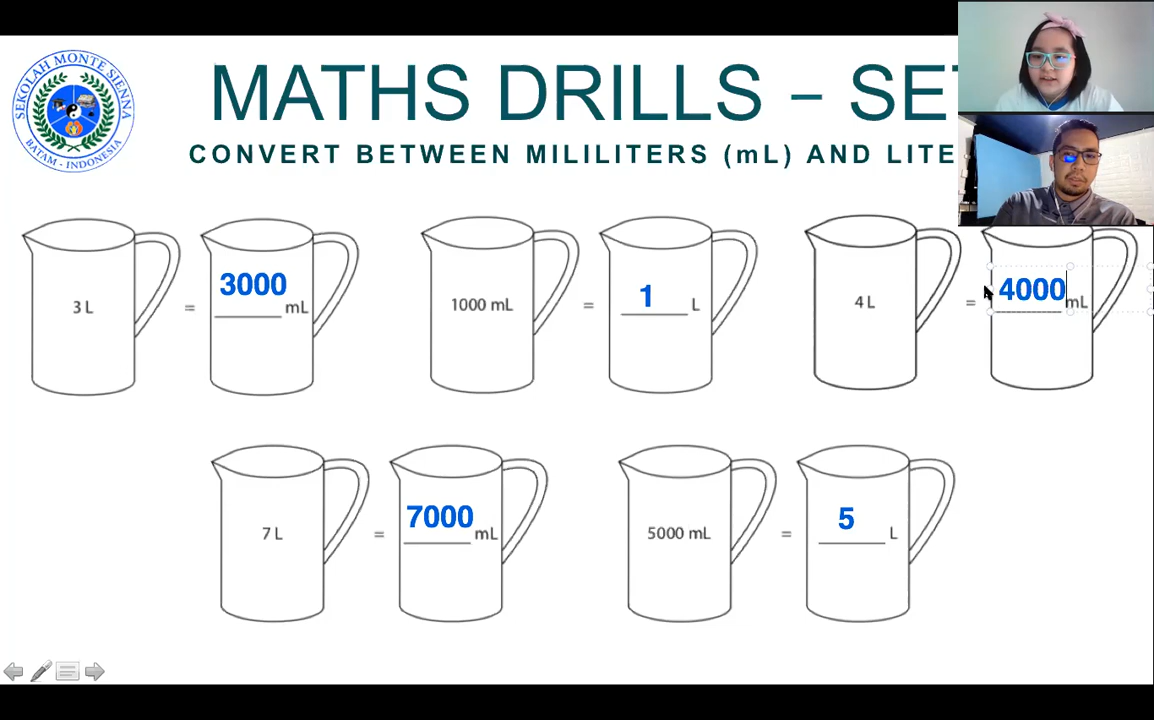 SEKOLAH MONTE SIENNA
BATAM - INDONESIA
MATHS DRILLS – SE
CONVERT BETWEEN MILILITERS (mL) AND LITE
3 L = 3000 mL
1000 mL = 1 L
4 L = 4000 mL
7 L = 7000 mL
5000 mL = 5 L